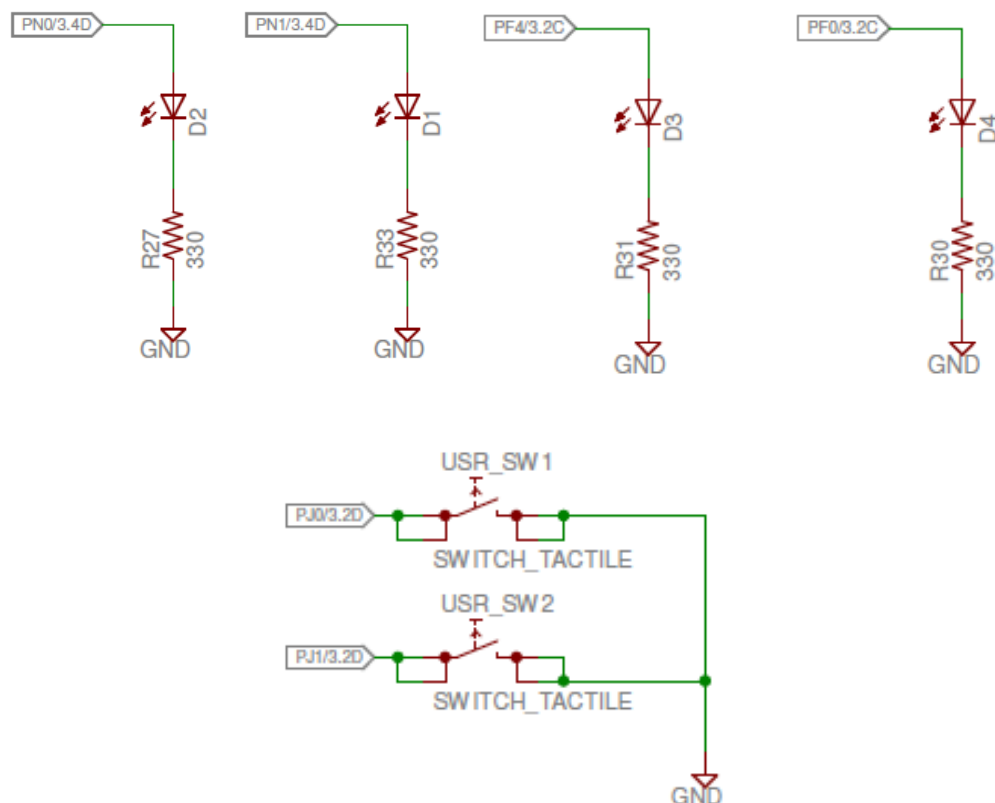 PN0/3.4D
PN1/3.4D
PF4/3.2C
PF0/3.2C
D2
D1
D3
D4
R27
330
R33
330
R31
330
R30
330
GND
GND
GND
GND
USR_SW1
PJ0/3.2D
SWITCH_TACTILE
USR_SW2
PJ1/3.2D
SWITCH_TACTILE
GND